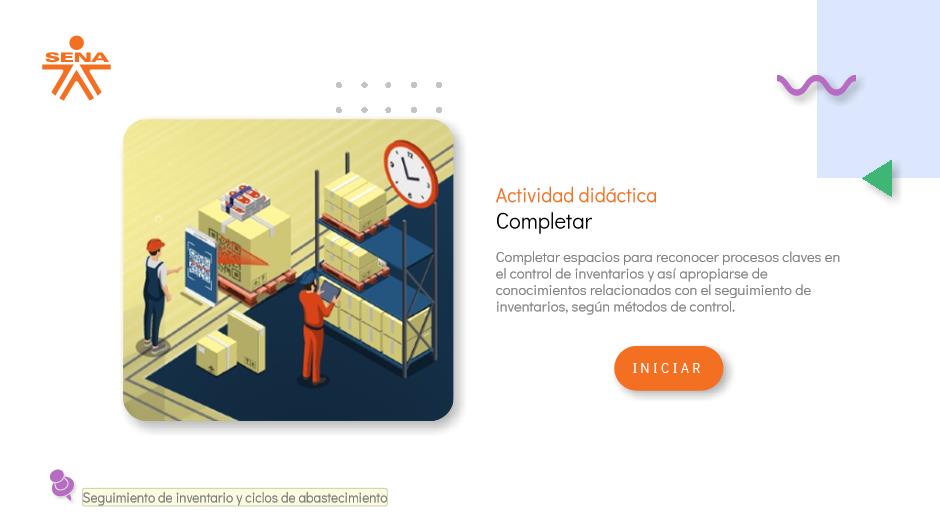 SENA
12
Actividad didáctica
Completar
Completar espacios para reconocer procesos claves en
el control de inventarios y así apropiarse de
conocimientos relacionados con el seguimiento de
inventarios, según métodos de control.
INICIAR
Seguimiento de inventario y ciclos de abastecimiento